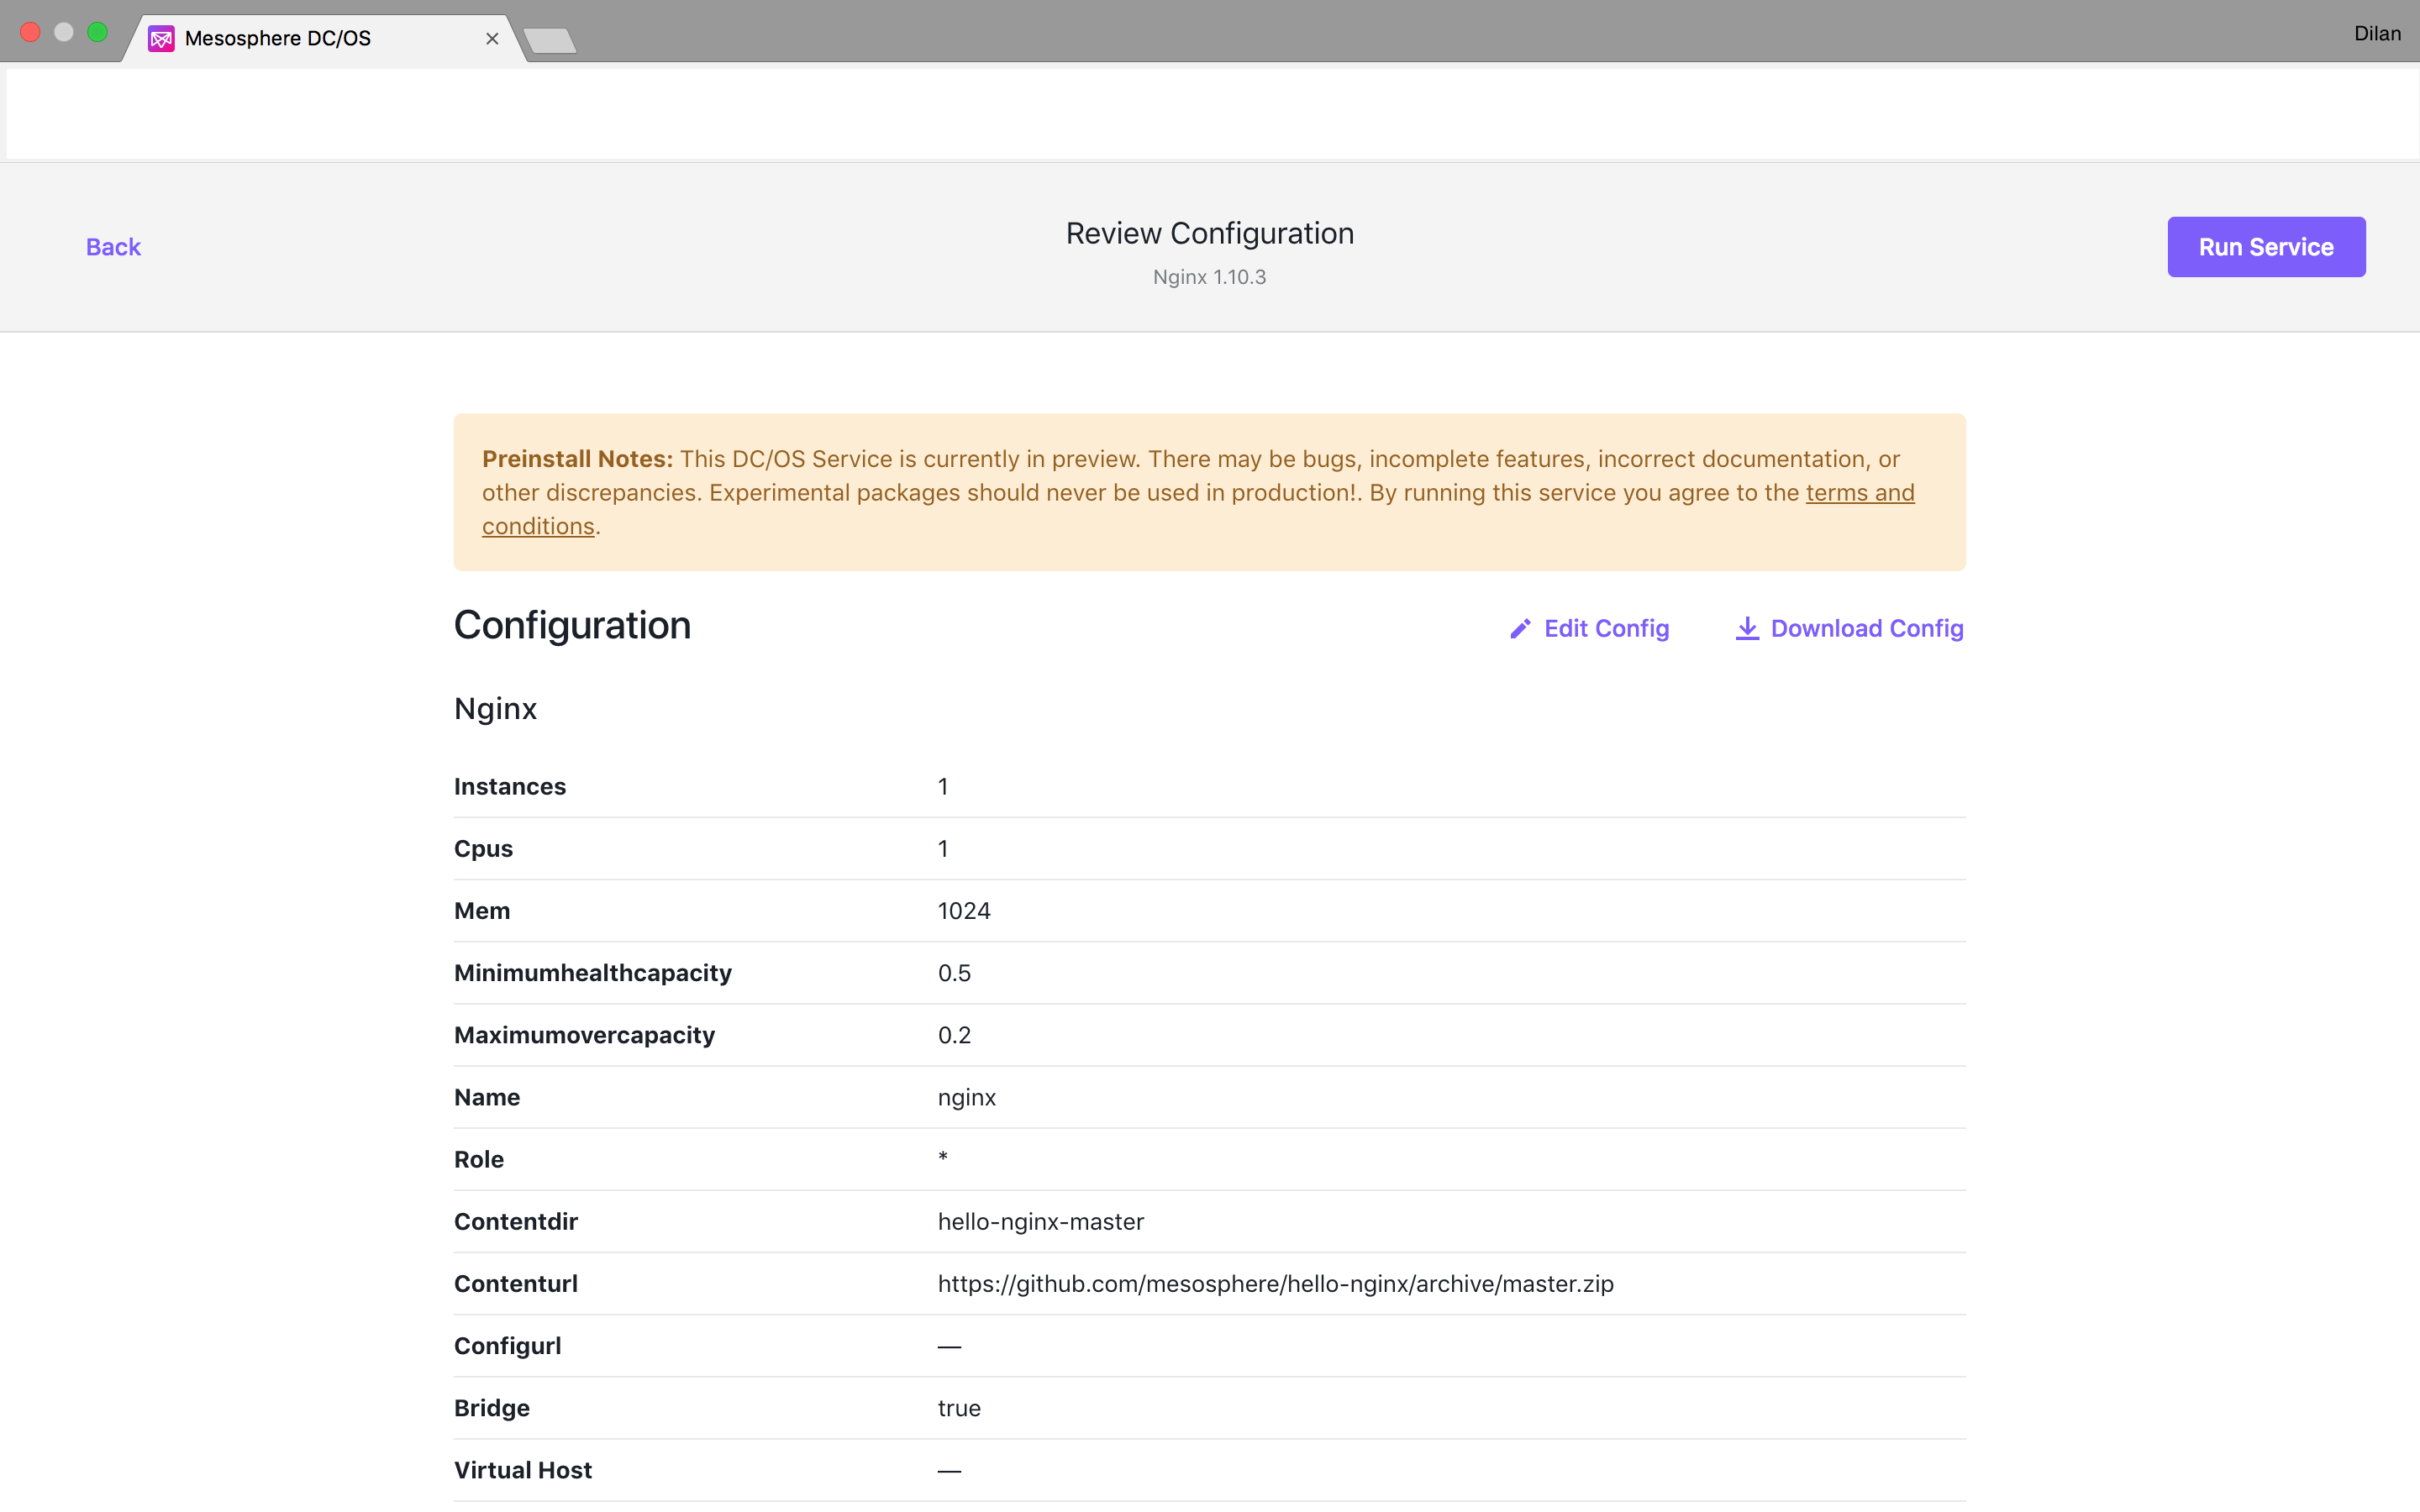 Mesosphere DC/OS
Dilan
Back
Review Configuration
Nginx 1.10.3
Run Service
Preinstall Notes: This DC/OS Service is currently in preview. There may be bugs, incomplete features, incorrect documentation, or
other discrepancies. Experimental packages should never be used in production!. By running this service you agree to the terms and
conditions.
Configuration
Edit Config
Download Config
Nginx
Instances 1
Cpus 1
Mem 1024
Minimumhealthcapacity 0.5
Maximumovercapacity 0.2
Name nginx
Role *
Contentdir hello-nginx-master
Contenturl https://github.com/mesosphere/hello-nginx/archive/master.zip
Configurl —
Bridge true
Virtual Host —